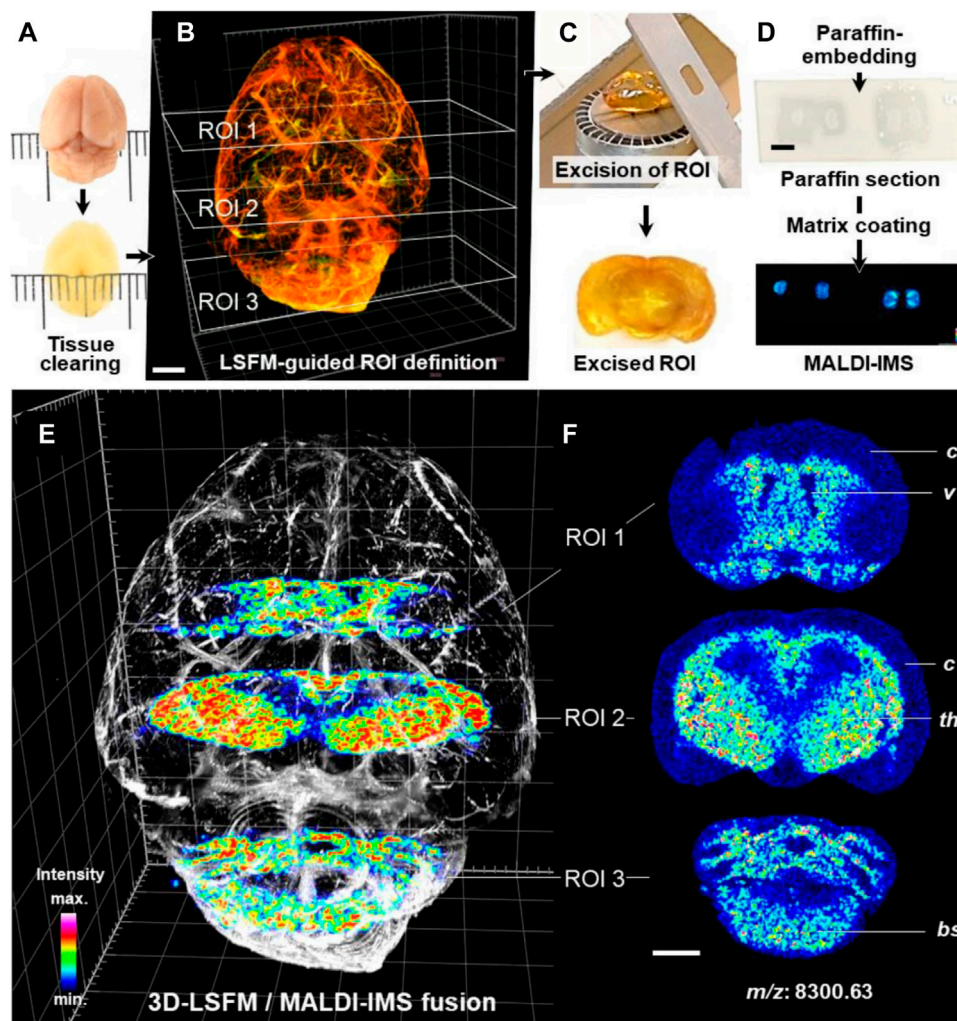 A
B
C
D
Tissue
clearing
ROI 1
ROI 2
ROI 3
LSFM-guided ROI definition
Excision of ROI
Excised ROI
Paraffin-
embedding
Paraffin section
Matrix coating
MALDI-IMS
E
F
ROI 1
ROI 2
ROI 3
c
v
c
th
bs
Intensity
max.
min.
3D-LSFM / MALDI-IMS fusion
m/z: 8300.63